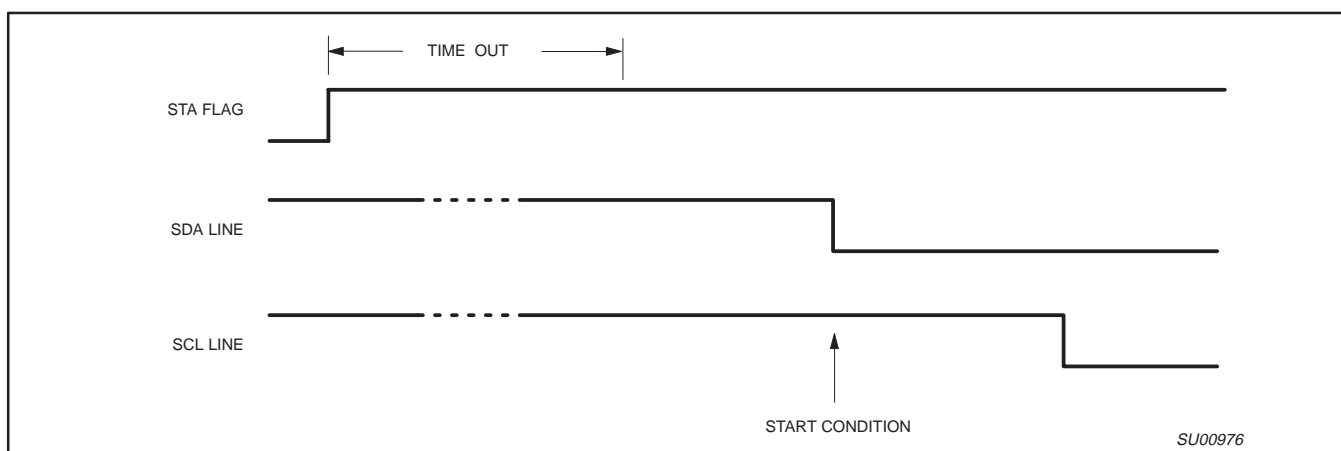 TIME OUT
STA FLAG
SDA LINE
SCL LINE
START CONDITION
SU00976